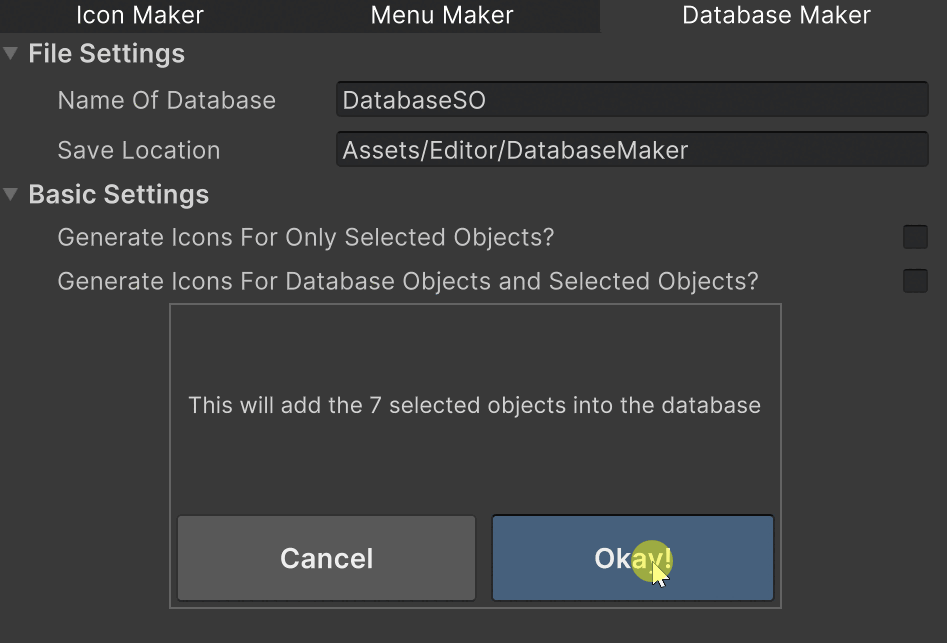 Icon Maker Menu Maker Database Maker
File Settings
Name Of Database DatabaseSO
Save Location Assets/Editor/DatabaseMaker
Basic Settings
Generate Icons For Only Selected Objects?
Generate Icons For Database Objects and Selected Objects?
This will add the 7 selected objects into the database
Cancel Okay!